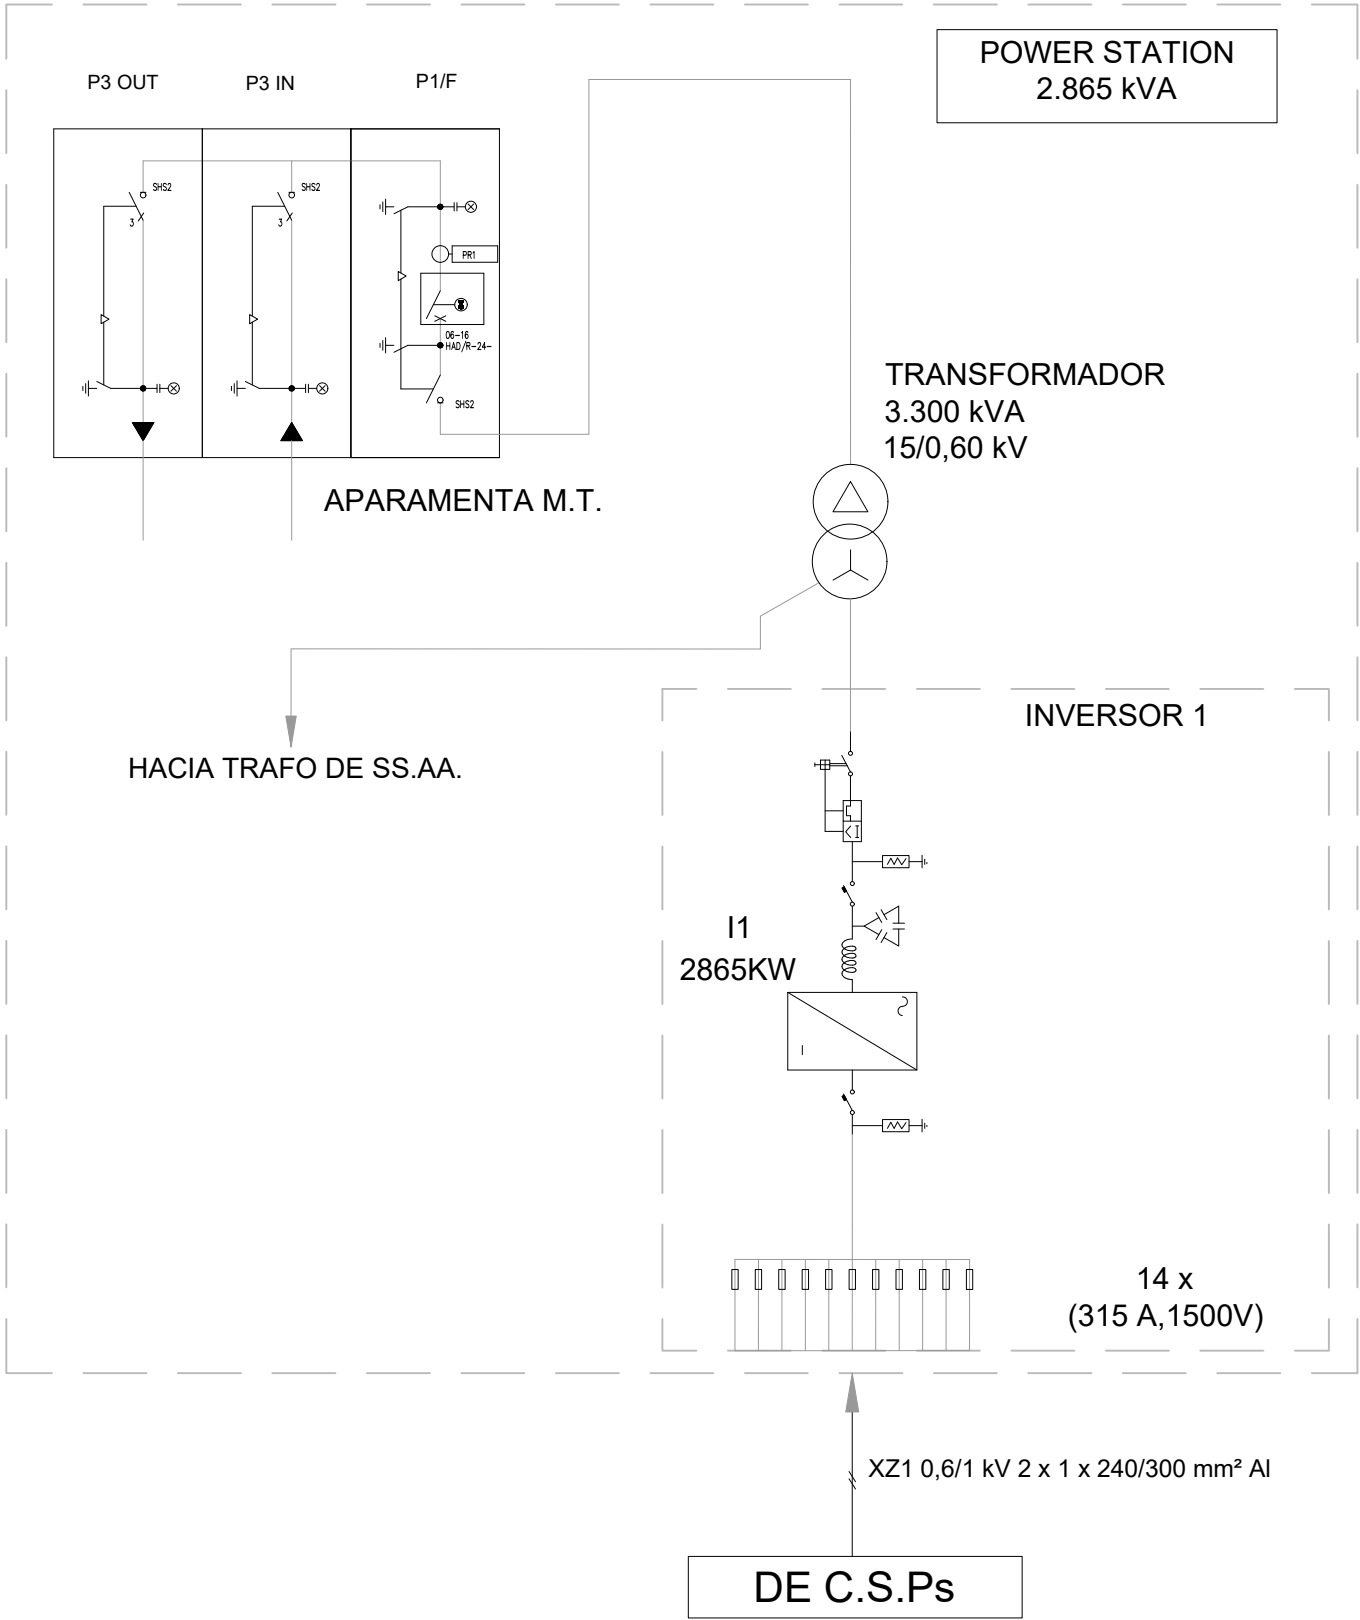 POWER STATION
2.865 kVA
P3 OUT
P3 IN
P1/F
SHS2
3
SHS2
3
PR1
06-16
HAD/R-24-
SHS2
APARAMENTA M.T.
TRANSFORMADOR
3.300 kVA
15/0,60 kV
HACIA TRAFO DE SS.AA.
INVERSOR 1
< I
I1
2865KW
14 x
(315 A,1500V)
XZ1 0,6/1 kV 2 x 1 x 240/300 mm² Al
DE C.S.Ps